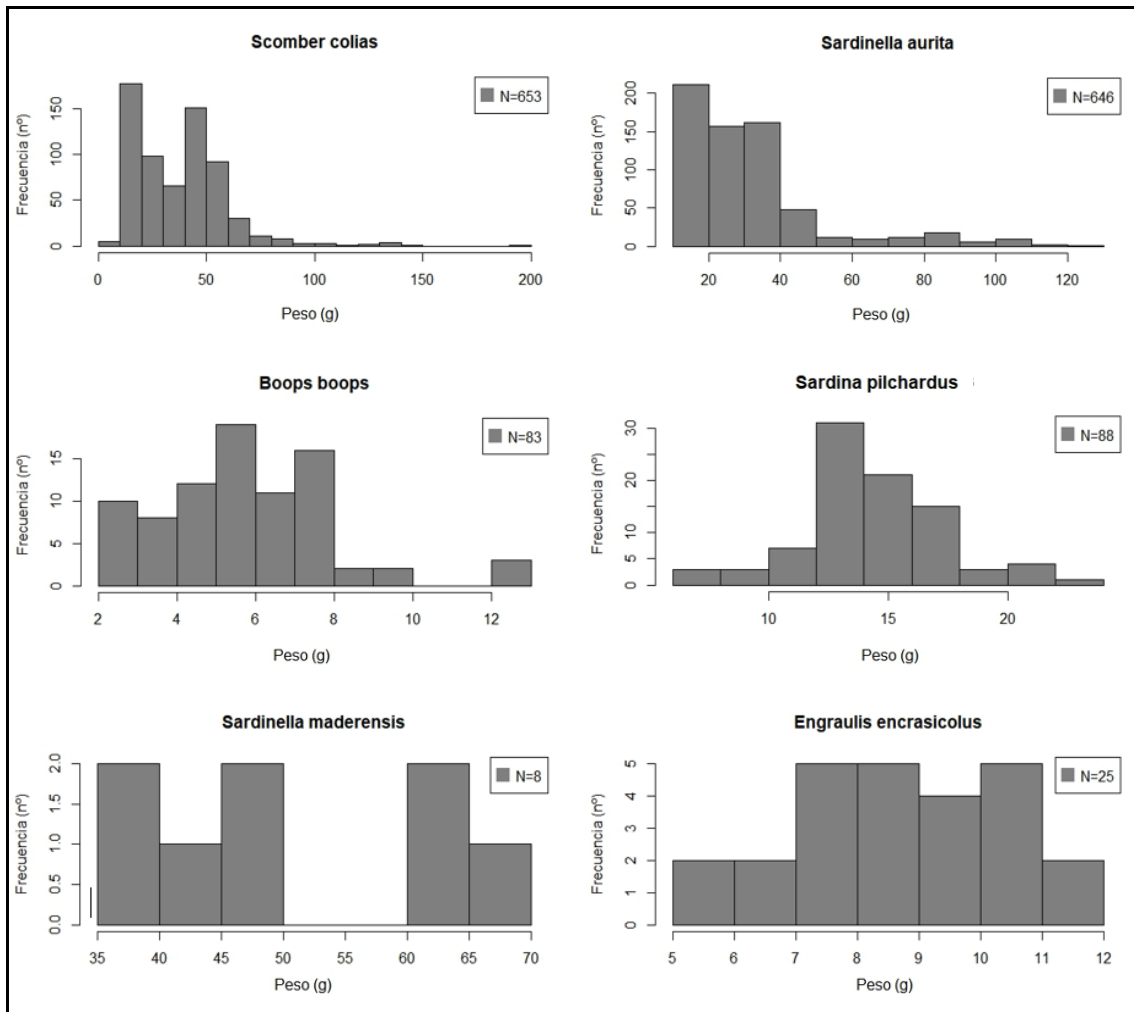 Scomber colias
N=653
Frecuencia (nº)
0
50
100
150
0
50
100
150
200
Peso (g)
Sardinella aurita
N=646
Frecuencia (nº)
0
50
100
150
200
20
40
60
80
100
120
Peso (g)
Boops boops
N=83
Frecuencia (nº)
0
5
10
15
2
4
6
8
10
12
Peso (g)
Sardina pilchardus
N=88
Frecuencia (nº)
0
5
10
20
30
10
15
20
Peso (g)
Sardinella maderensis
N=8
Frecuencia (nº)
0.0
0.5
1.0
1.5
2.0
35
40
45
50
55
60
65
70
Peso (g)
Engraulis encrasicolus
N=25
Frecuencia (nº)
0
1
2
3
4
5
5
6
7
8
9
10
11
12
Peso (g)